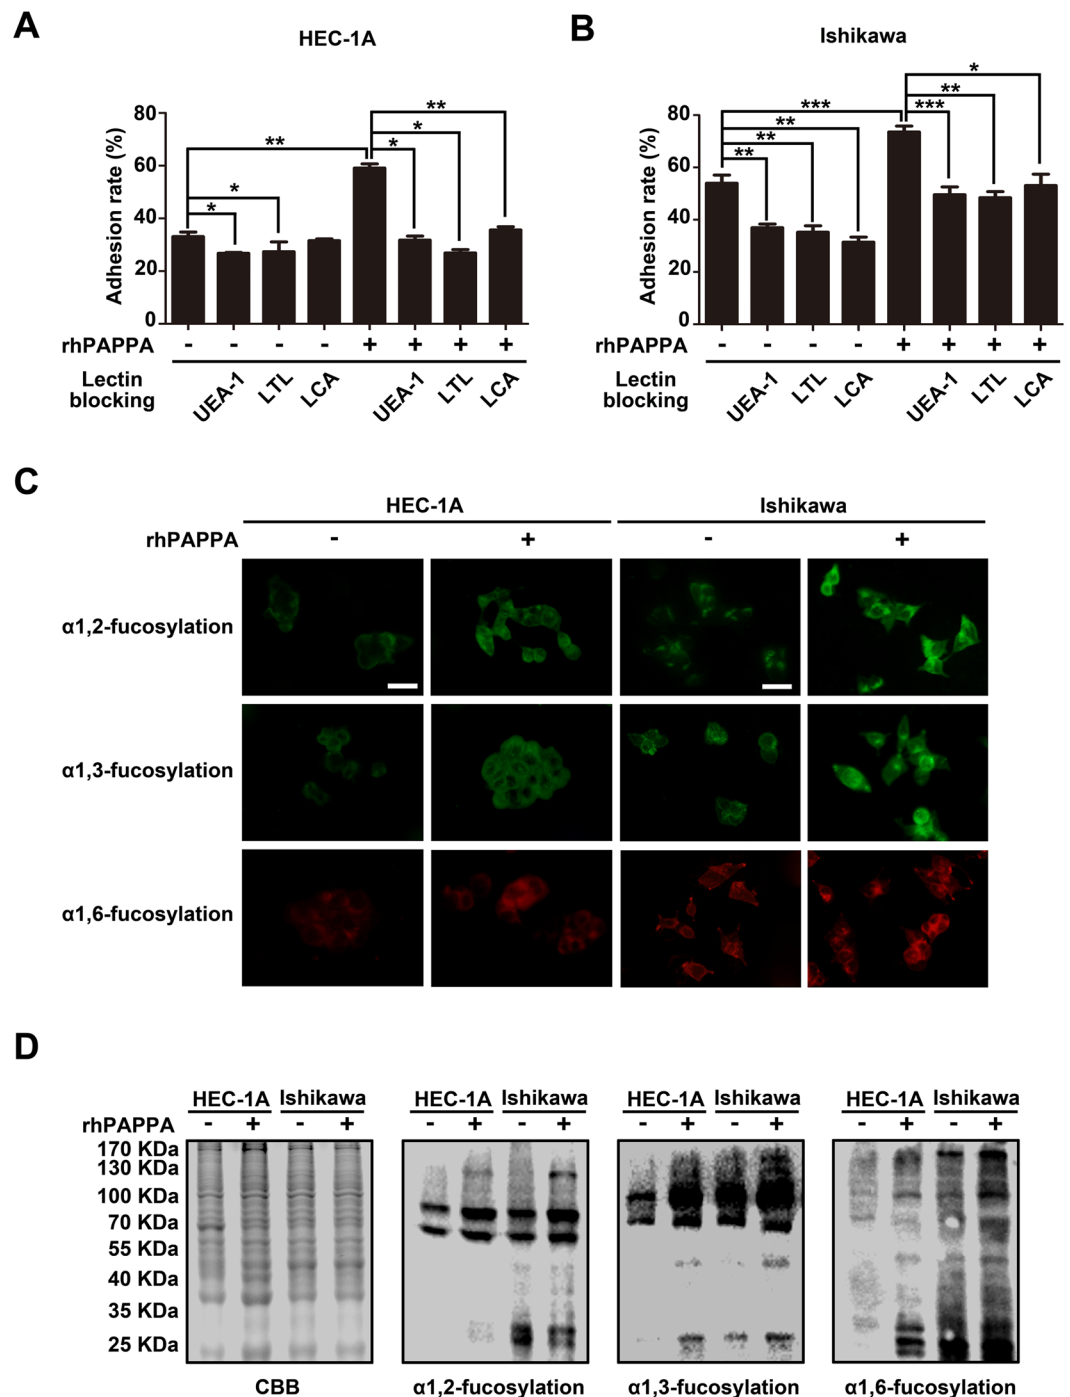 A
HEC-1A
Adhesion rate (%)
80
60
40
20
0
** * * * * **
rhPAPPA - - - - + + + +
Lectin blocking
UEA-1 LTL LCA UEA-1 LTL LCA
B
Ishikawa
Adhesion rate (%)
80
60
40
20
0
*** ** ** ** *** ** *
rhPAPPA - - - - + + + +
Lectin blocking
UEA-1 LTL LCA UEA-1 LTL LCA
C
HEC-1A Ishikawa
rhPAPPA - + - +
α1,2-fucosylation
α1,3-fucosylation
α1,6-fucosylation
D
HEC-1A Ishikawa HEC-1A Ishikawa HEC-1A Ishikawa HEC-1A Ishikawa
rhPAPPA - + - + - + - + - + - + - + - +
170 KDa
130 KDa
100 KDa
70 KDa
55 KDa
40 KDa
35 KDa
25 KDa
CBB α1,2-fucosylation α1,3-fucosylation α1,6-fucosylation